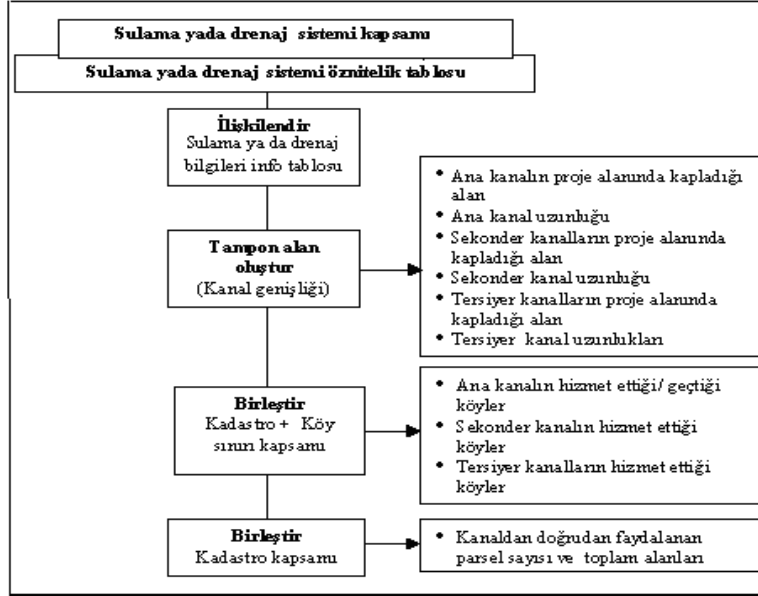 Sulama yada drenaj sistemi kapsamı
Sulama yada drenaj sistemi öznitelik tablosu
İlişkilendir
Sulama ya da drenaj
bilgileri info tablosu
Tampon alan
oluştur
(Kanal genişliği)
• Ana kanalın proje alanında kapladığı
alan
• Ana kanal uzunluğu
• Sekonder kanalların proje alanında
kapladığı alan
• Sekonder kanal uzunluğu
• Tersiyer kanalların proje alanında
kapladığı alan
• Tersiyer kanal uzunlukları
Birleştir
Kadastro + Köy
sınırı kapsamı
• Ana kanalın hizmet ettiği/ geçtiği
köyler
• Sekonder kanalın hizmet ettiği
köyler
• Tersiyer kanalların hizmet ettiği
köyler
Birleştir
Kadastro kapsamı
• Kanaldan doğrudan faydalanan
parsel sayısı ve toplam alanları